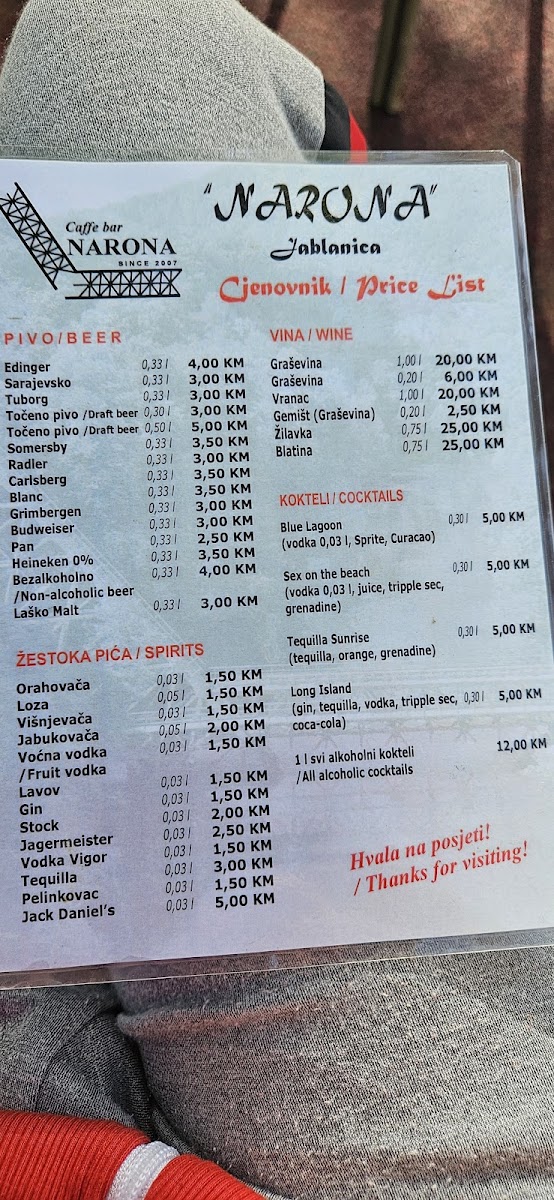 Caffe bar
NARONA
SINCE 2007
"NARONA"
Jablanica
Cjenovnik / Price List
PIVO/BEER
Edinger 0,33 l 4,00 KM
Sarajevsko 0,33 l 3,00 KM
Tuborg 0,33 l 3,00 KM
Točeno pivo /Draft beer 0,30 l 3,00 KM
Točeno pivo /Draft beer 0,50 l 5,00 KM
Somersby 0,33 l 3,50 KM
Radler 0,33 l 3,00 KM
Carlsberg 0,33 l 3,50 KM
Blanc 0,33 l 3,50 KM
Grimbergen 0,33 l 3,00 KM
Budweiser 0,33 l 3,00 KM
Pan 0,33 l 2,50 KM
Heineken 0% 0,33 l 3,50 KM
Bezalkoholno 0,33 l 4,00 KM
/Non-alcoholic beer
Laško Malt 0,33 l 3,00 KM
ŽESTOKA PIĆA / SPIRITS
Orahovača 0,03 l 1,50 KM
Loza 0,05 l 1,50 KM
Višnjevača 0,03 l 1,50 KM
Jabukovača 0,05 l 2,00 KM
Voćna vodka 0,03 l 1,50 KM
/Fruit vodka
Lavov 0,03 l 1,50 KM
Gin 0,03 l 1,50 KM
Stock 0,03 l 2,00 KM
Jagermeister 0,03 l 2,50 KM
Vodka Vigor 0,03 l 1,50 KM
Tequilla 0,03 l 3,00 KM
Pelinkovac 0,03 l 1,50 KM
Jack Daniel's 0,03 l 5,00 KM
VINA / WINE
Graševina 1,00 l 20,00 KM
Graševina 0,20 l 6,00 KM
Vranac 1,00 l 20,00 KM
Gemišt (Graševina) 0,20 l 2,50 KM
Žilavka 0,75 l 25,00 KM
Blatina 0,75 l 25,00 KM
KOKTELI / COCKTAILS
Blue Lagoon 0,30 l 5,00 KM
(vodka 0,03 l, Sprite, Curacao)
Sex on the beach 0,30 l 5,00 KM
(vodka 0,03 l, juice, tripple sec,
grenadine)
Tequilla Sunrise 0,30 l 5,00 KM
(tequilla, orange, grenadine)
Long Island
(gin, tequilla, vodka, tripple sec, 0,30 l 5,00 KM
coca-cola)
1 l svi alkoholni kokteli 12,00 KM
/All alcoholic cocktails
Hvala na posjeti!
/ Thanks for visiting!